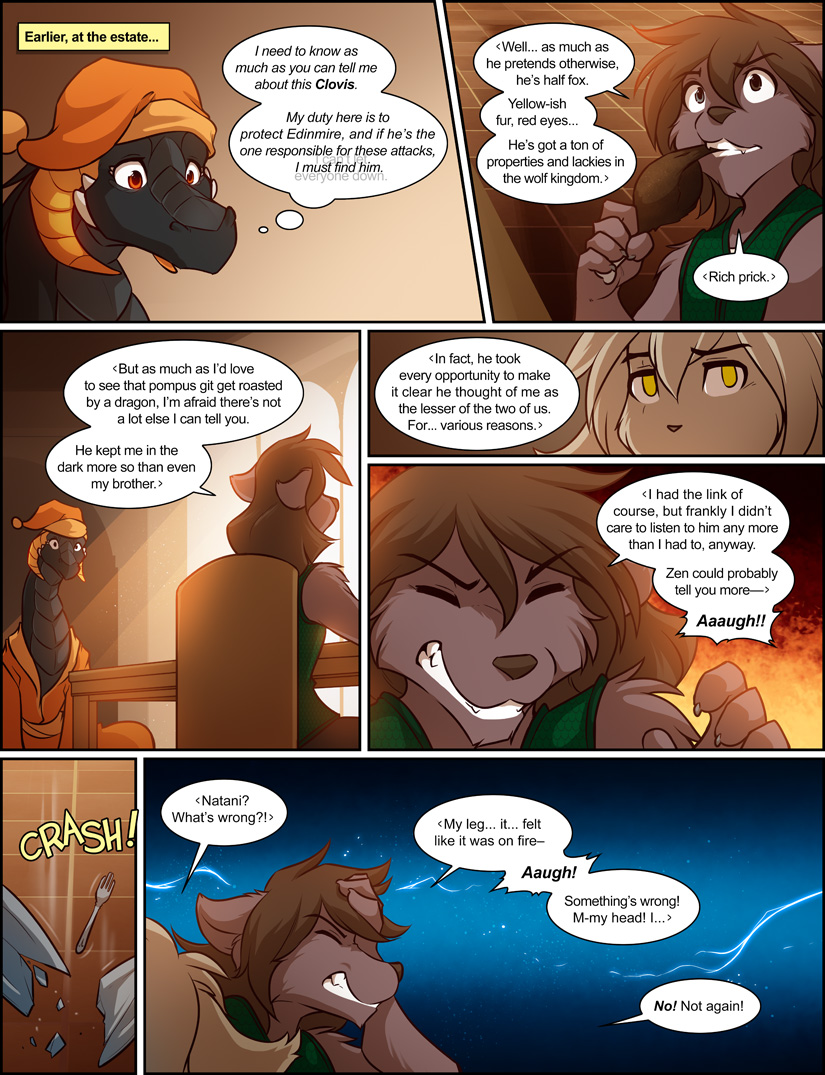 Earlier, at the estate...
I need to know as
much as you can tell me
about this Clovis.
My duty here is to
protect Edinmire, and if he's the
one responsible for these attacks,
I must find him.
I can't let
everyone down.
‹Well... as much as
he pretends otherwise,
he's half fox.
Yellow-ish
fur, red eyes...
He's got a ton of
properties and lackies in
the wolf kingdom.›
‹Rich prick.›
‹But as much as I'd love
to see that pompus git get roasted
by a dragon, I'm afraid there's not
a lot else I can tell you.
He kept me in the
dark more so than even
my brother.›
‹In fact, he took
every opportunity to make
it clear he thought of me as
the lesser of the two of us.
For... various reasons.›
‹I had the link of
course, but frankly I didn't
care to listen to him any more
than I had to, anyway.
Zen could probably
tell you more—›
Aaaugh!!
CRASH!
‹Natani?
What's wrong?!›
‹My leg... it... felt
like it was on fire–
Aaugh!
Something's wrong!
M-my head! I...›
No! Not again!